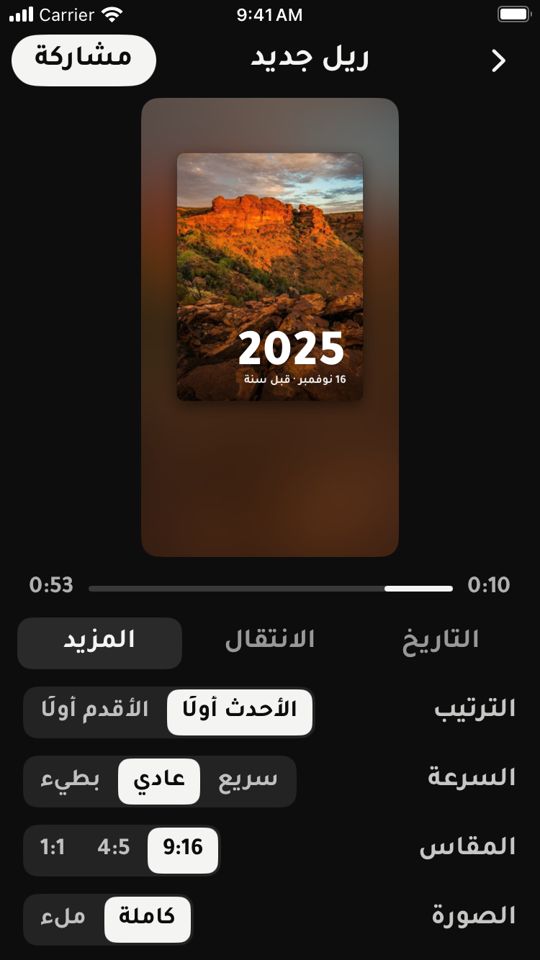 Carrier 9:41 AM
ريل جديد
مشاركة
2025
16 نوفمبر · قبل سنة
0:10 0:53
التاريخ الانتقال المزيد
الترتيب الأحدث أولًا الأقدم أولًا
السرعة سريع عادي بطيء
المقاس 9:16 4:5 1:1
الصورة كاملة ملء